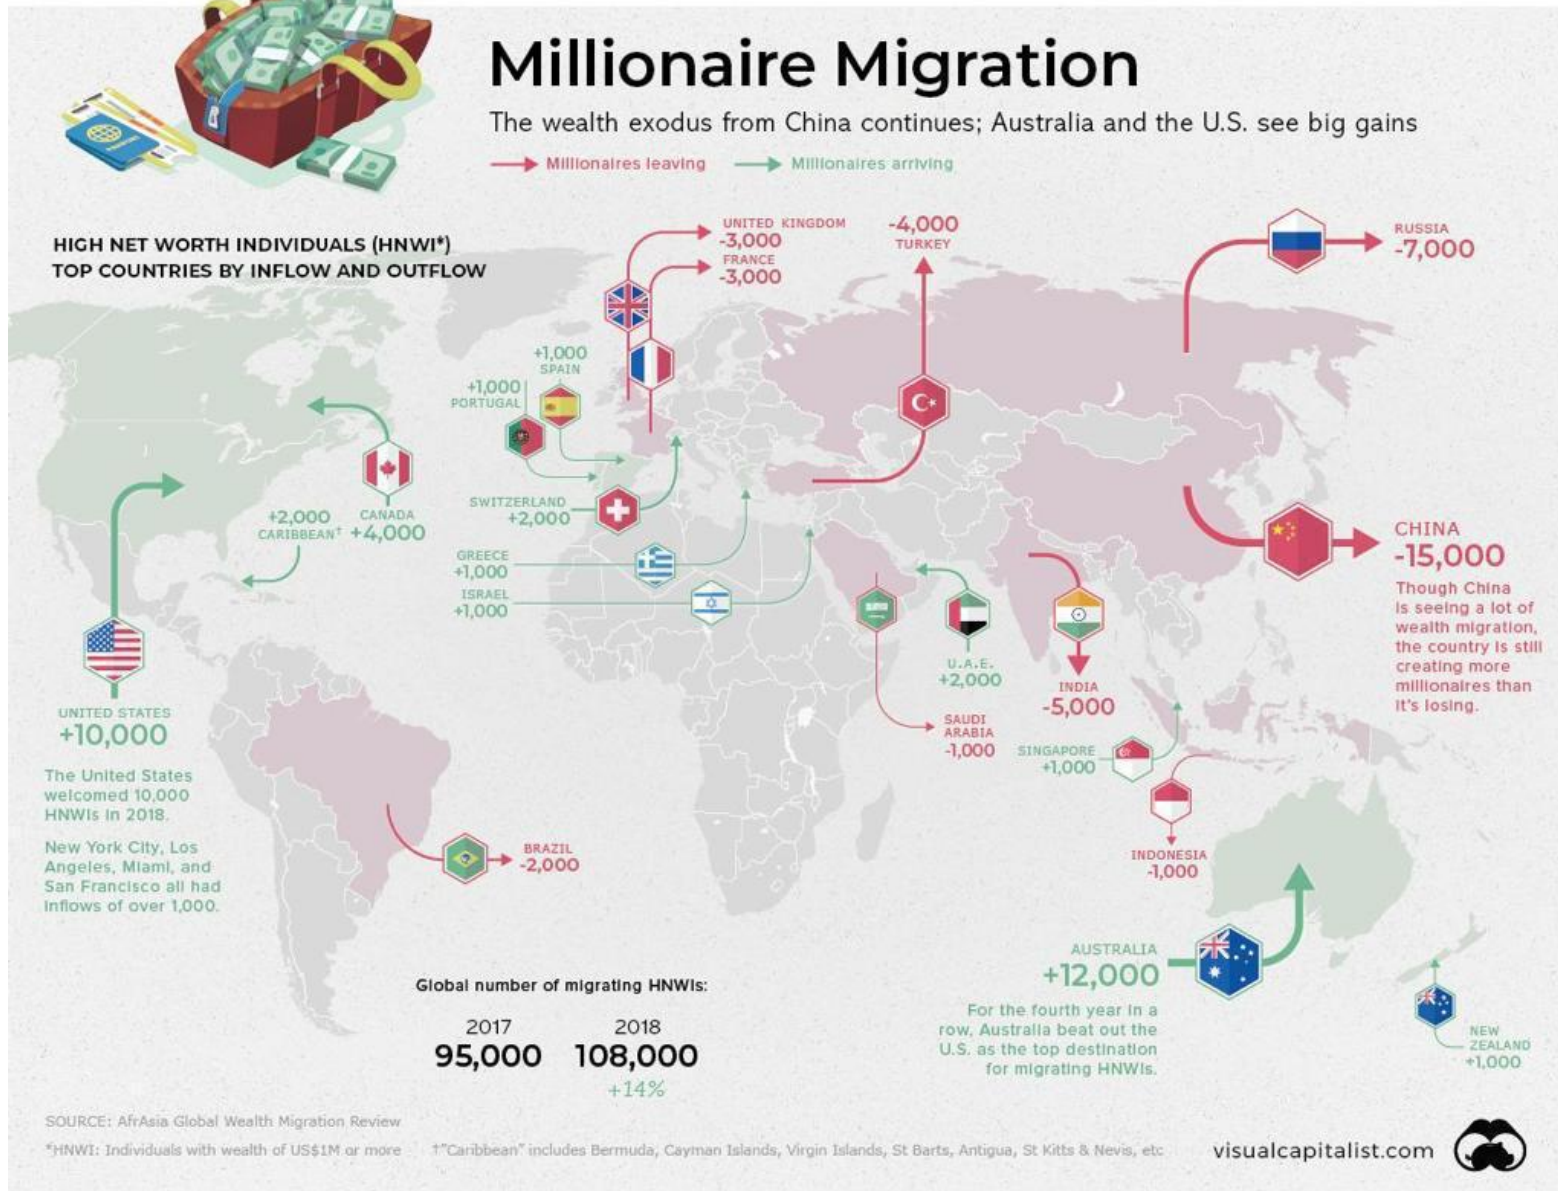 Millionaire Migration
The wealth exodus from China continues; Australia and the U.S. see big gains
Millionaires leaving
Millionaires arriving
HIGH NET WORTH INDIVIDUALS (HNWI*)
TOP COUNTRIES BY INFLOW AND OUTFLOW
UNITED KINGDOM
-3,000
FRANCE
-3,000
-4,000
TURKEY
RUSSIA
-7,000
+1,000
SPAIN
+1,000
PORTUGAL
SWITZERLAND
+2,000
GREECE
+1,000
ISRAEL
+1,000
+2,000
CARIBBEAN†
CANADA
+4,000
UNITED STATES
+10,000
The United States
welcomed 10,000
HNWIs in 2018.
New York City, Los
Angeles, Miami, and
San Francisco all had
inflows of over 1,000.
CHINA
-15,000
Though China
is seeing a lot of
wealth migration,
the country is still
creating more
millionaires than
it's losing.
U.A.E.
+2,000
INDIA
-5,000
SAUDI
ARABIA
-1,000
SINGAPORE
+1,000
INDONESIA
-1,000
BRAZIL
-2,000
AUSTRALIA
+12,000
For the fourth year in a
row, Australia beat out the
U.S. as the top destination
for migrating HNWIs.
NEW
ZEALAND
+1,000
Global number of migrating HNWIs:
2017
95,000
2018
108,000
+14%
SOURCE: AfrAsia Global Wealth Migration Review
*HNWI: Individuals with wealth of US$1M or more
†"Caribbean" includes Bermuda, Cayman Islands, Virgin Islands, St Barts, Antigua, St Kitts & Nevis, etc
visualcapitalist.com